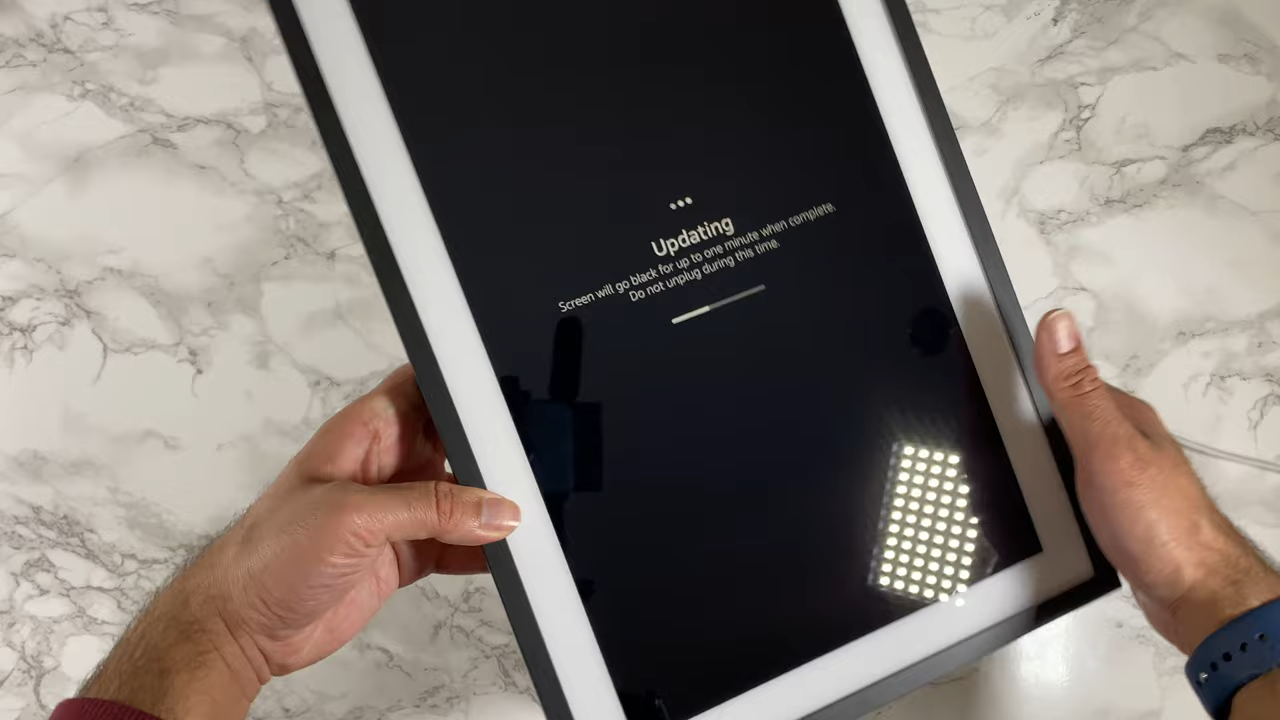 Updating
Screen will go black for up to one minute when complete.
Do not unplug during this time.